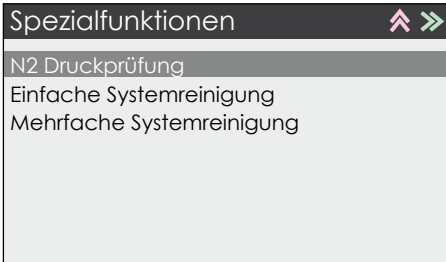 Spezialfunktionen
N2 Druckprüfung
Einfache Systemreinigung
Mehrfache Systemreinigung